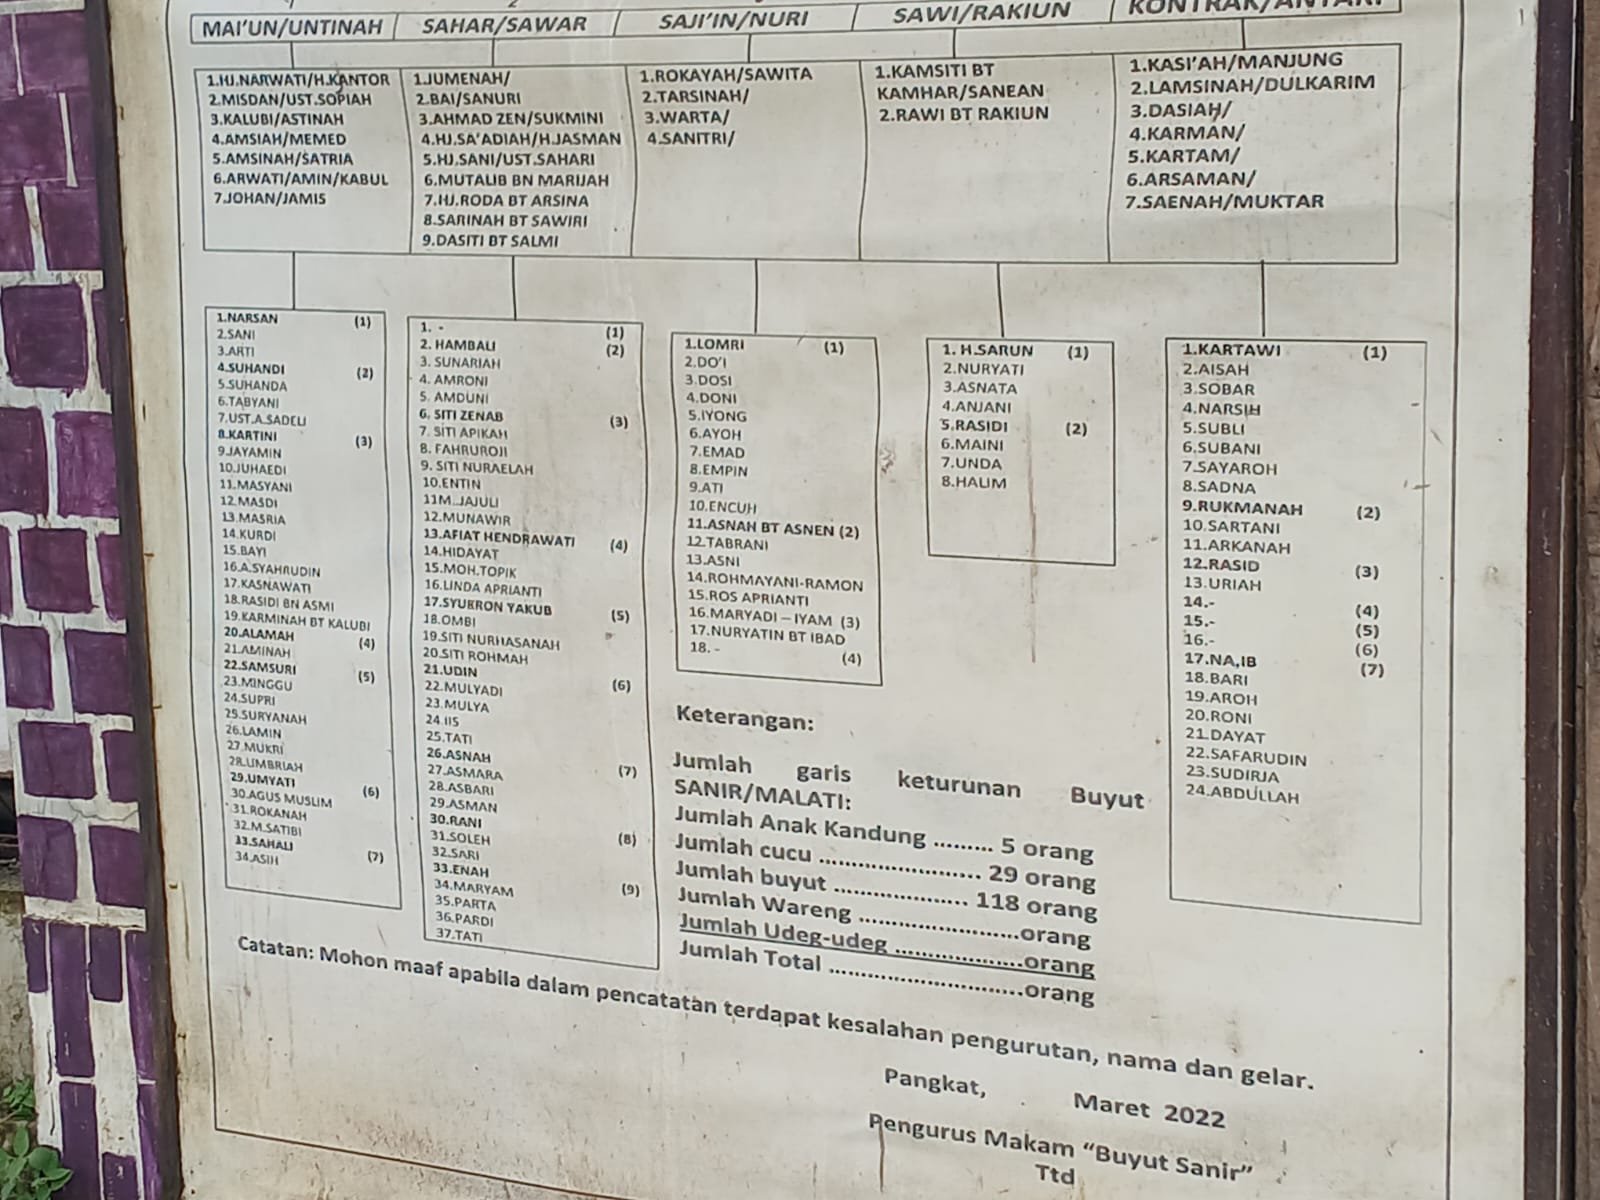 MAI'UN/UNTINAH
SAHAR/SAWAR
SAJI'IN/NURI
SAWI/RAKIUN
KONTRAK/ANTARI
1.HJ.NARWATI/H.KANTOR
2.MISDAN/UST.SOPIAH
3.KALUBI/ASTINAH
4.AMSIAH/MEMED
5.AMSINAH/SATRIA
6.ARWATI/AMIN/KABUL
7.JOHAN/JAMIS
1.JUMENAH/
2.BAI/SANURI
3.AHMAD ZEN/SUKMINI
4.HJ.SA'ADIAH/H.JASMAN
5.HJ.SANI/UST.SAHARI
6.MUTALIB BN MARIJAH
7.HJ.RODA BT ARSINA
8.SARINAH BT SAWIRI
9.DASITI BT SALMI
1.ROKAYAH/SAWITA
2.TARSINAH/
3.WARTA/
4.SANITRI/
1.KAMSITI BT
KAMHAR/SANEAN
2.RAWI BT RAKIUN
1.KASI'AH/MANJUNG
2.LAMSINAH/DULKARIM
3.DASIAH/
4.KARMAN/
5.KARTAM/
6.ARSAMAN/
7.SAENAH/MUKTAR
1.NARSAN (1)
2.SANI
3.ARTI
4.SUHANDI (2)
5.SUHANDA
6.TABYANI
7.UST.A.SADELI
8.KARTINI (3)
9.JAYAMIN
10.JUHAEDI
11.MASYANI
12.MASDI
13.MASRIA
14.KURDI
15.BAYI
16.A.SYAHRUDIN
17.KASNAWATI
18.RASIDI BN ASMI
19.KARMINAH BT KALUBI
20.ALAMAH (4)
21.AMINAH
22.SAMSURI (5)
23.MINGGU
24.SUPRI
25.SURYANAH
26.LAMIN
27.MUKRI
28.UMBRIAH
29.UMYATI (6)
30.AGUS MUSLIM
31.ROKANAH
32.M.SATIBI
33.SAHALI (7)
34.ASIH
1. - (1)
2. HAMBALI (2)
3. SUNARIAH
4. AMRONI
5. AMDUNI
6. SITI ZENAB (3)
7. SITI APIKAH
8. FAHRUROJI
9. SITI NURAELAH
10.ENTIN
11M..JAJULI
12.MUNAWIR
13.AFIAT HENDRAWATI (4)
14.HIDAYAT
15.MOH.TOPIK
16.LINDA APRIANTI
17.SYUKRON YAKUB (5)
18.OMBI
19.SITI NURHASANAH
20.SITI ROHMAH
21.UDIN (6)
22.MULYADI
23.MULYA
24.IIS
25.TATI
26.ASNAH (7)
27.ASMARA
28.ASBARI
29.ASMAN
30.RANI (8)
31.SOLEH
32.SARI
33.ENAH (9)
34.MARYAM
35.PARTA
36.PARDI
37.TATI
1.LOMRI (1)
2.DO'I
3.DOSI
4.DONI
5.IYONG
6.AYOH
7.EMAD
8.EMPIN
9.ATI
10.ENCUH
11.ASNAH BT ASNEN (2)
12.TABRANI
13.ASNI
14.ROHMAYANI-RAMON
15.ROS APRIANTI
16.MARYADI – IYAM (3)
17.NURYATIN BT IBAD
18. - (4)
1. H.SARUN (1)
2.NURYATI
3.ASNATA
4.ANJANI
5.RASIDI (2)
6.MAINI
7.UNDA
8.HALIM
1.KARTAWI (1)
2.AISAH
3.SOBAR
4.NARSIH
5.SUBLI
6.SUBANI
7.SAYAROH
8.SADNA
9.RUKMANAH (2)
10.SARTANI
11.ARKANAH
12.RASID (3)
13.URIAH
14.- (4)
15.- (5)
16.- (6)
17.NA,IB (7)
18.BARI
19.AROH
20.RONI
21.DAYAT
22.SAFARUDIN
23.SUDIRJA
24.ABDULLAH
Keterangan:
Jumlah garis keturunan Buyut
SANIR/MALATI:
Jumlah Anak Kandung ......... 5 orang
Jumlah cucu ........................ 29 orang
Jumlah buyut .................... 118 orang
Jumlah Wareng ........................orang
Jumlah Udeg-udeg ...................orang
Jumlah Total .............................orang
Catatan: Mohon maaf apabila dalam pencatatan terdapat kesalahan pengurutan, nama dan gelar.
Pangkat, Maret 2022
Pengurus Makam "Buyut Sanir"
Ttd